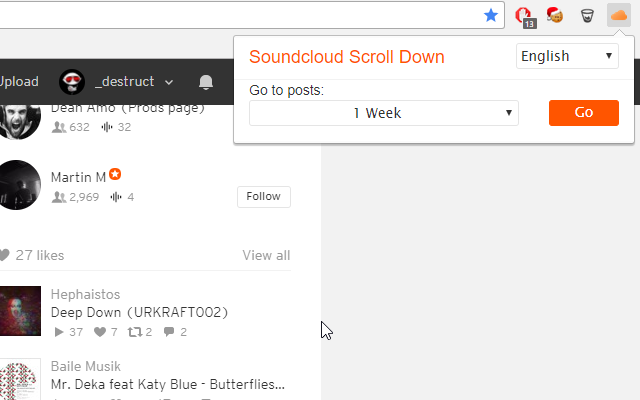 13
Soundcloud Scroll Down
English
Go to posts:
1 Week
Go
Upload
_destruct
Dean Amo (Prods page)
632
32
Martin M
2,969
4
Follow
27 likes
View all
Hephaistos
Deep Down (URKRAFT002)
37
7
2
2
Baile Musik
Mr. Deka feat Katy Blue - Butterflies...